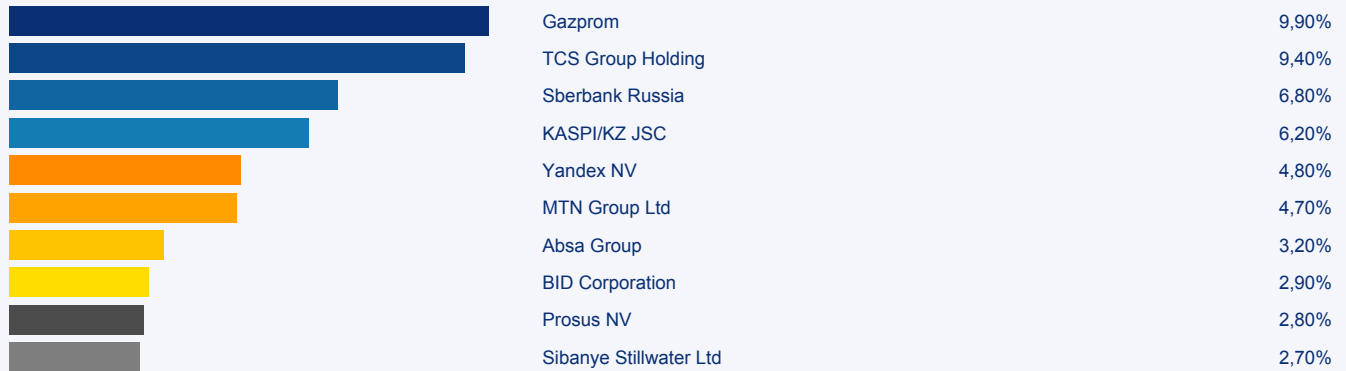 Gazprom 9,90%
TCS Group Holding 9,40%
Sberbank Russia 6,80%
KASPI/KZ JSC 6,20%
Yandex NV 4,80%
MTN Group Ltd 4,70%
Absa Group 3,20%
BID Corporation 2,90%
Prosus NV 2,80%
Sibanye Stillwater Ltd 2,70%